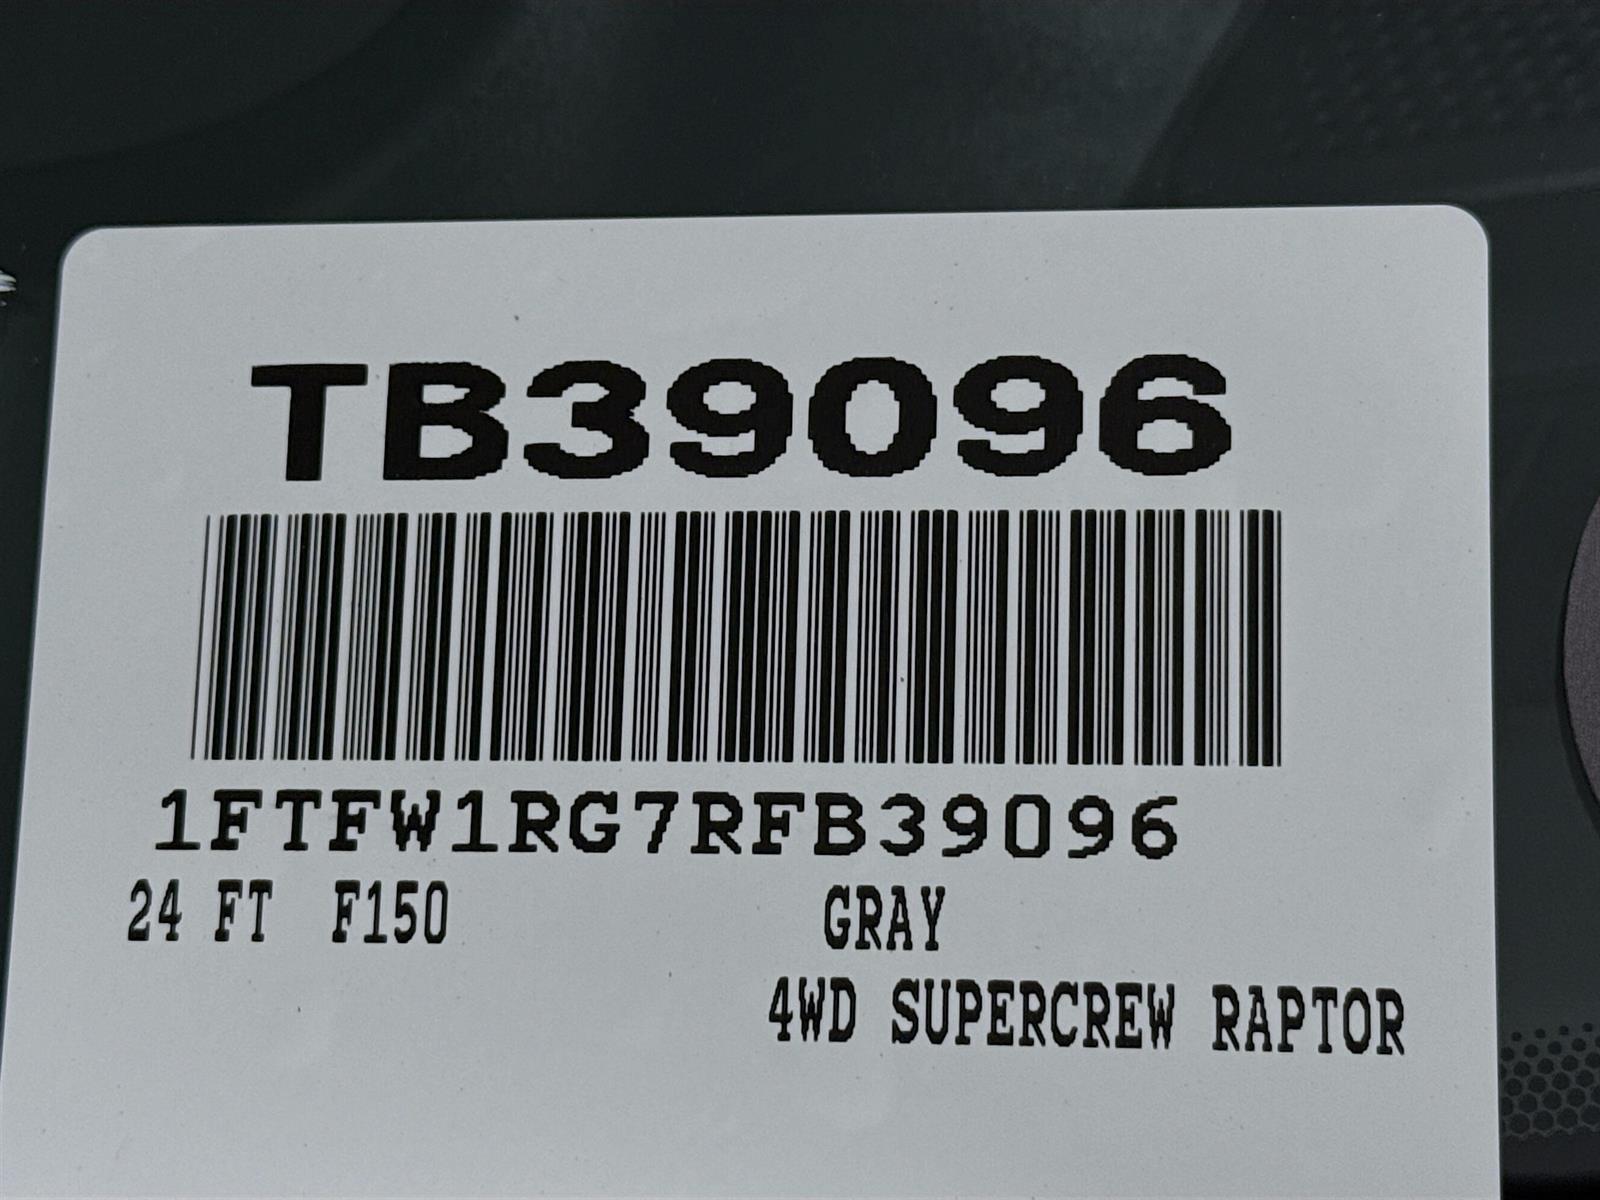 TB39096
1FTFW1RG7RFB39096
24 FT F150 GRAY
4WD SUPERCREW RAPTOR